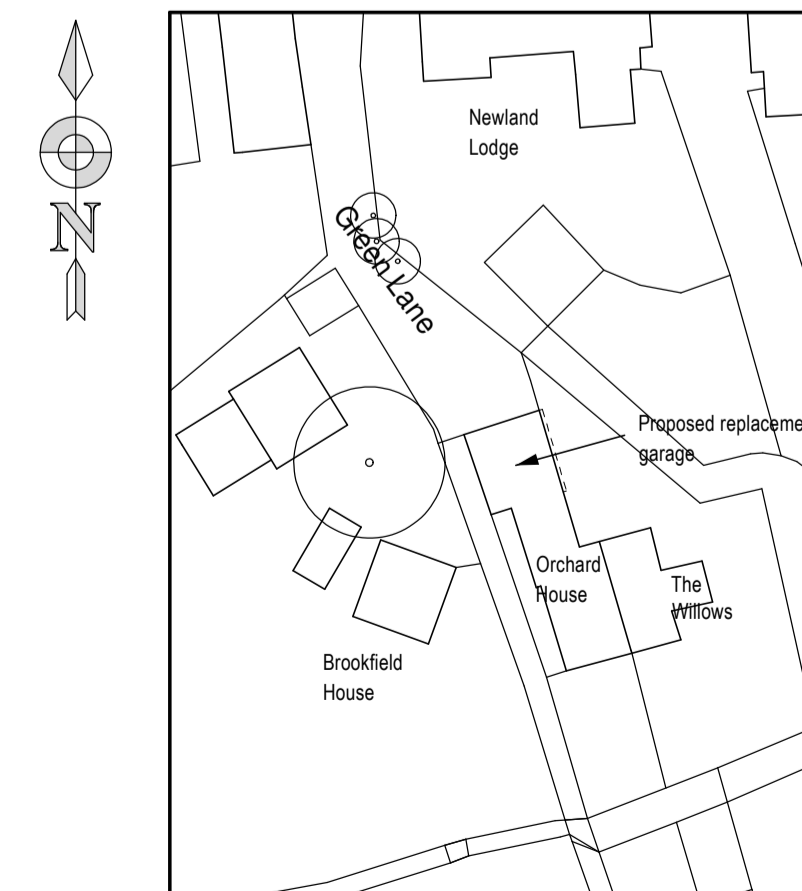 N
Newland
Lodge
Green Lane
Proposed replaceme
garage
Orchard
House
The
Willows
Brookfield
House